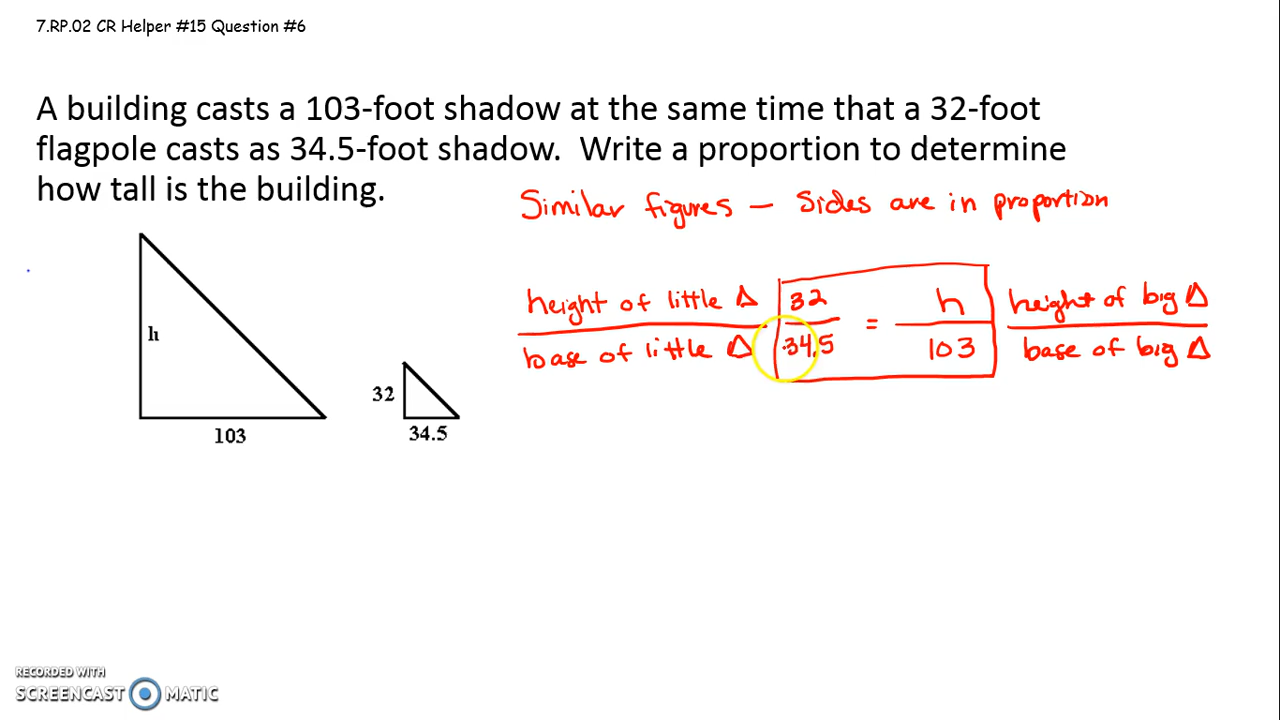 7.RP.02 CR Helper #15 Question #6
A building casts a 103-foot shadow at the same time that a 32-foot
flagpole casts as 34.5-foot shadow. Write a proportion to determine
how tall is the building.
Similar figures – Sides are in proportion
height of little Δ 32 = h height of big Δ
base of little Δ 34.5 103 base of big Δ
h
103
32
34.5
RECORDED WITH
SCREENCAST MATIC